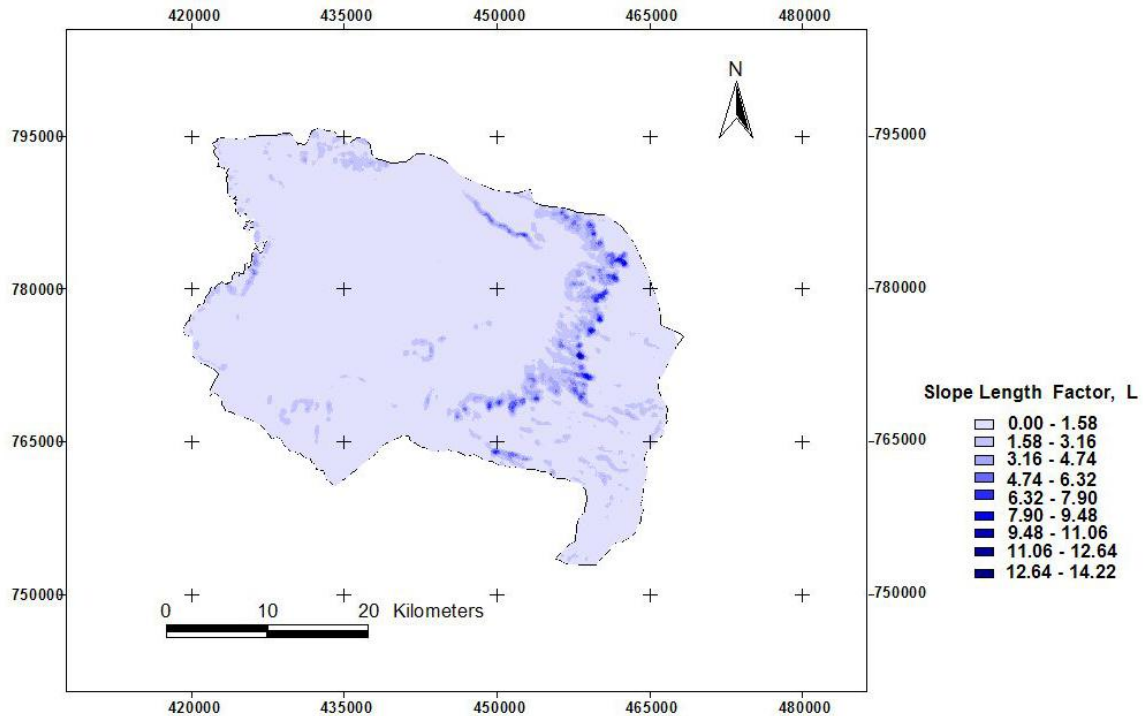 420000 435000 450000 465000 480000
N
795000 795000
780000 780000
Slope Length Factor, L
0.00 - 1.58
1.58 - 3.16
3.16 - 4.74
4.74 - 6.32
6.32 - 7.90
7.90 - 9.48
9.48 - 11.06
11.06 - 12.64
12.64 - 14.22
765000 765000
750000 750000
0 10 20 Kilometers
420000 435000 450000 465000 480000